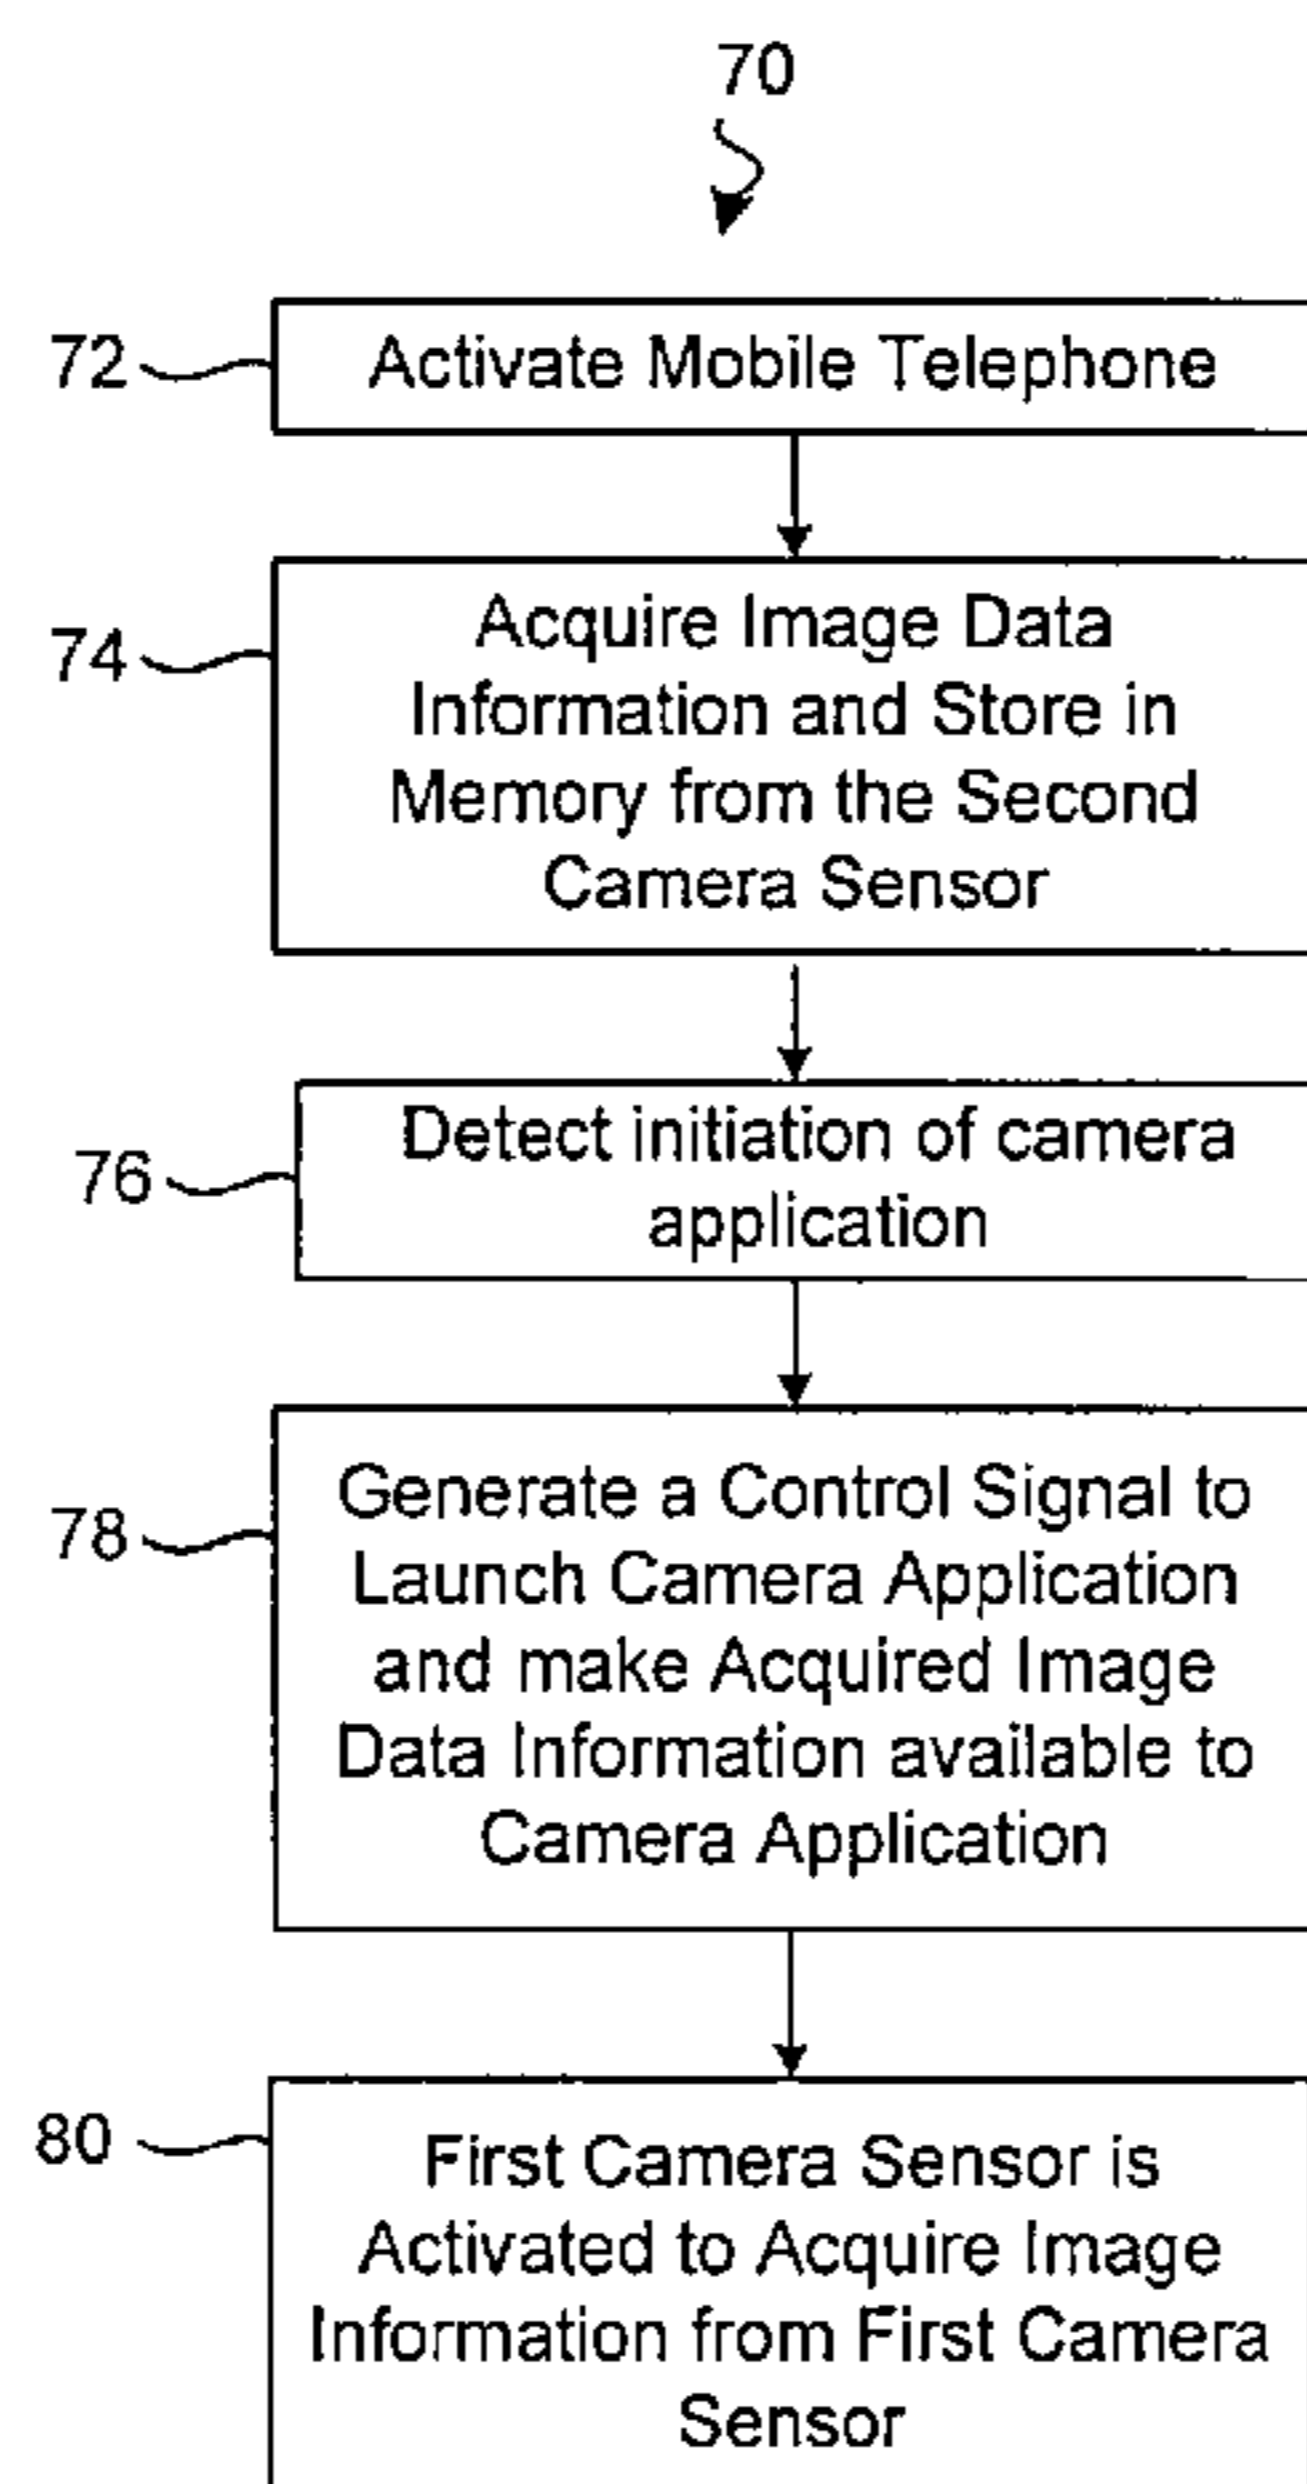 70
72
Activate Mobile Telephone
74
Acquire Image Data
Information and Store in
Memory from the Second
Camera Sensor
76
Detect initiation of camera
application
78
Generate a Control Signal to
Launch Camera Application
and make Acquired Image
Data Information available to
Camera Application
80
First Camera Sensor is
Activated to Acquire Image
Information from First Camera
Sensor